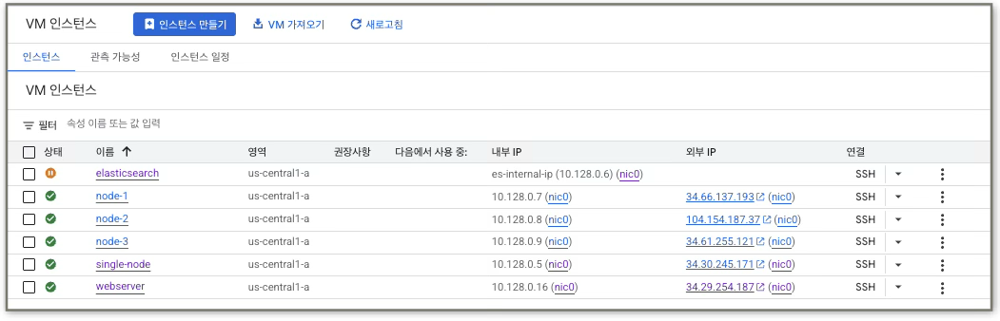 VM 인스턴스 인스턴스 만들기 VM 가져오기 새로고침
인스턴스 관측 가능성 인스턴스 일정
VM 인스턴스
필터 속성 이름 또는 값 입력
상태 이름 영역 권장사항 다음에서 사용 중: 내부 IP 외부 IP 연결
elasticsearch us-central1-a es-internal-ip (10.128.0.6) (nic0) SSH
node-1 us-central1-a 10.128.0.7 (nic0) 34.66.137.193 (nic0) SSH
node-2 us-central1-a 10.128.0.8 (nic0) 104.154.187.37 (nic0) SSH
node-3 us-central1-a 10.128.0.9 (nic0) 34.61.255.121 (nic0) SSH
single-node us-central1-a 10.128.0.5 (nic0) 34.30.245.171 (nic0) SSH
webserver us-central1-a 10.128.0.16 (nic0) 34.29.254.187 (nic0) SSH